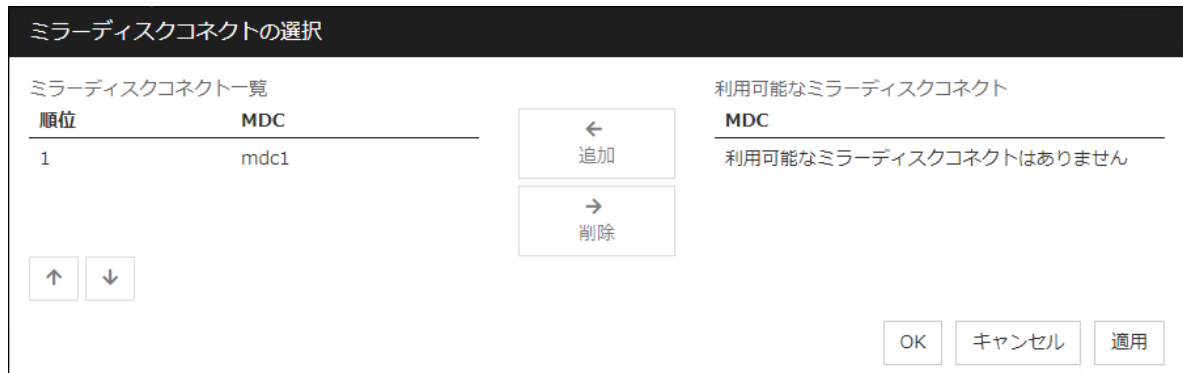 ミラーディスクコネクトの選択
ミラーディスクコネクト一覧
順位 MDC
1 mdc1
↑ ↓
← 追加
→ 削除
利用可能なミラーディスクコネクト
MDC
利用可能なミラーディスクコネクトはありません
OK キャンセル 適用